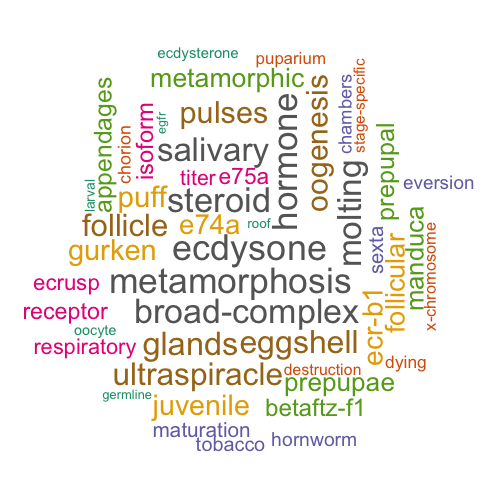 ecdysterone
puparium
metamorphic
chambers
stage-specific
appendages
pulses
hormone
oogenesis
egfr
isoform
chorion
salivary
molting
prepupal
larval
titer
e75a
eversion
puff
steroid
follicle
e74a
roof
sexta
manduca
x-chromosome
gurken
ecdysone
follicular
ecrusp
metamorphosis
receptor
broad-complex
ecr-b1
oocyte
respiratory
glands
eggshell
dying
ultraspiracle
destruction
prepupae
germline
juvenile
betaftz-f1
maturation
tobacco
hornworm